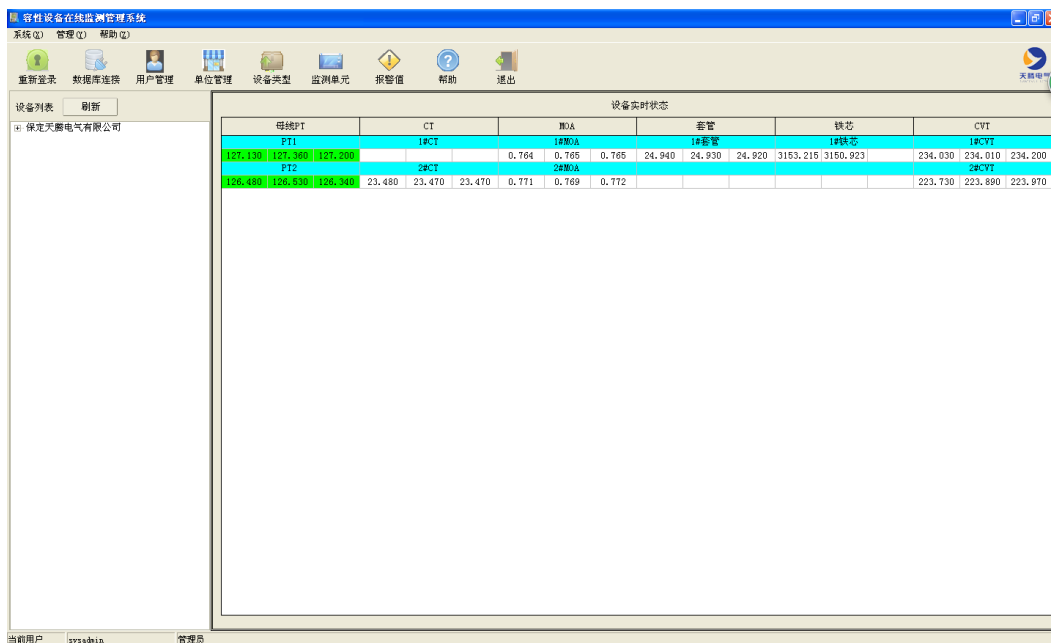 容性设备在线监测管理系统
系统(X) 管理(Y) 帮助(Z)
重新登录 数据库连接 用户管理 单位管理 设备类型 监测单元 报警值 帮助 退出
天腾电气
设备列表 刷新
设备实时状态
保定天腾电气有限公司
母线PT CT MOA 套管 铁芯 CVT
PT1 1#CT 1#MOA 1#套管 1#铁芯 1#CVT
127.130 127.360 127.200 0.764 0.765 0.765 24.940 24.930 24.920 3153.215 3150.923 234.030 234.010 234.200
PT2 2#CT 2#MOA 2#CVT
126.480 126.530 126.340 23.480 23.470 23.470 0.771 0.769 0.772 223.730 223.890 223.970
当前用户 sysadmin 管理员